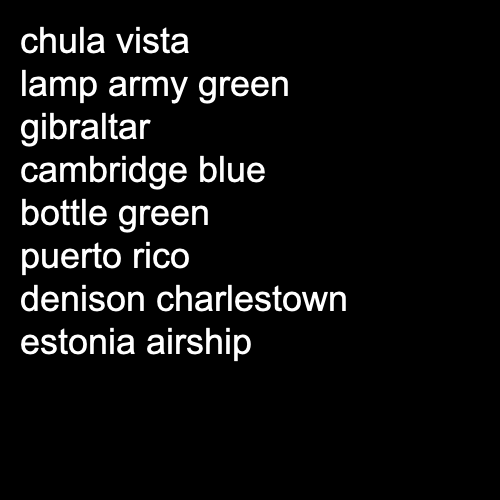 chula vista
lamp army green
gibraltar
cambridge blue
bottle green
puerto rico
denison charlestown
estonia airship